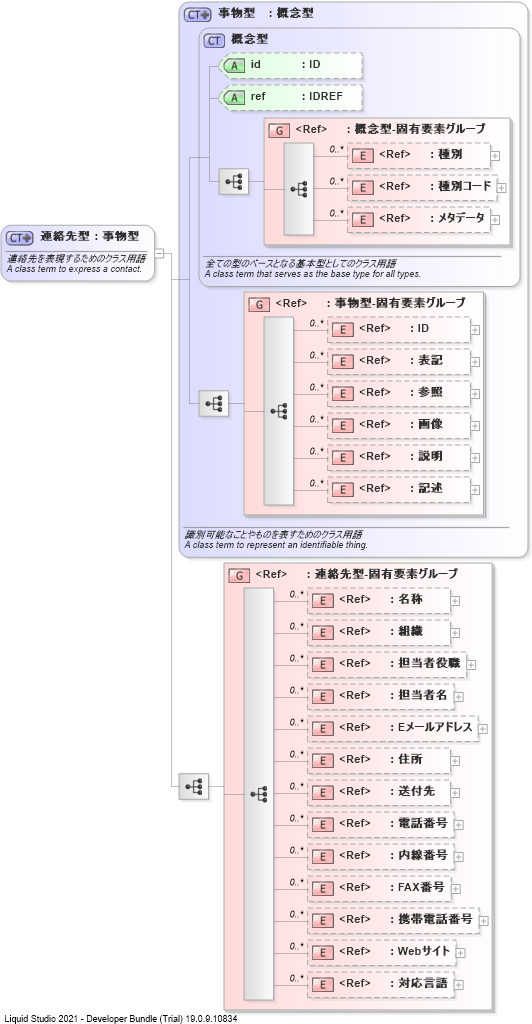 CT 事物型 : 概念型
CT 概念型
A id : ID
A ref : IDREF
G <Ref> : 概念型-固有要素グループ
0..* E <Ref> : 種別
0..* E <Ref> : 種別コード
0..* E <Ref> : メタデータ
CT 連絡先型 : 事物型
連絡先を表現するためのクラス用語
A class term to express a contact.
全ての型のベースとなる基本型としてのクラス用語
A class term that serves as the base type for all types.
G <Ref> : 事物型-固有要素グループ
0..* E <Ref> : ID
0..* E <Ref> : 表記
0..* E <Ref> : 参照
0..* E <Ref> : 画像
0..* E <Ref> : 説明
0..* E <Ref> : 記述
識別可能なことやものを表すためのクラス用語
A class term to represent an identifiable thing.
G <Ref> : 連絡先型-固有要素グループ
0..* E <Ref> : 名称
0..* E <Ref> : 組織
0..* E <Ref> : 担当者役職
0..* E <Ref> : 担当者名
0..* E <Ref> : Eメールアドレス
0..* E <Ref> : 住所
0..* E <Ref> : 送付先
0..* E <Ref> : 電話番号
0..* E <Ref> : 内線番号
0..* E <Ref> : FAX番号
0..* E <Ref> : 携帯電話番号
0..* E <Ref> : Webサイト
0..* E <Ref> : 対応言語
Liquid Studio 2021 - Developer Bundle (Trial) 19.0.9.10834